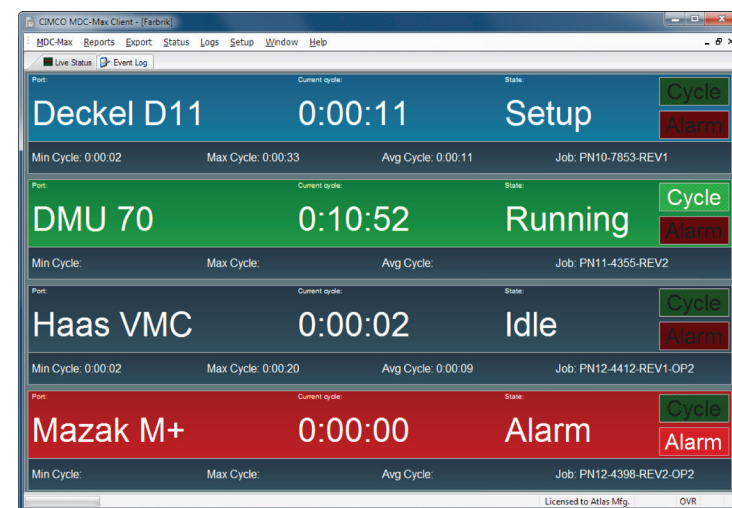 CIMCO MDC-Max Client - [Farbrik]
MDC-Max Reports Export Status Logs Setup Window Help
Live Status Event Log
Port: Current cycle: State:
Deckel D11 0:00:11 Setup Cycle Alarm
Min Cycle: 0:00:02 Max Cycle: 0:00:33 Avg Cycle: 0:00:11 Job: PN10-7853-REV1
Port: Current cycle: State:
DMU 70 0:10:52 Running Cycle Alarm
Min Cycle: Max Cycle: Avg Cycle: Job: PN11-4355-REV2
Port: Current cycle: State:
Haas VMC 0:00:02 Idle Cycle Alarm
Min Cycle: 0:00:02 Max Cycle: 0:00:20 Avg Cycle: 0:00:09 Job: PN12-4412-REV1-OP2
Port: Current cycle: State:
Mazak M+ 0:00:00 Alarm Cycle Alarm
Min Cycle: Max Cycle: Avg Cycle: Job: PN12-4398-REV2-OP2
Licensed to Atlas Mfg. OVR